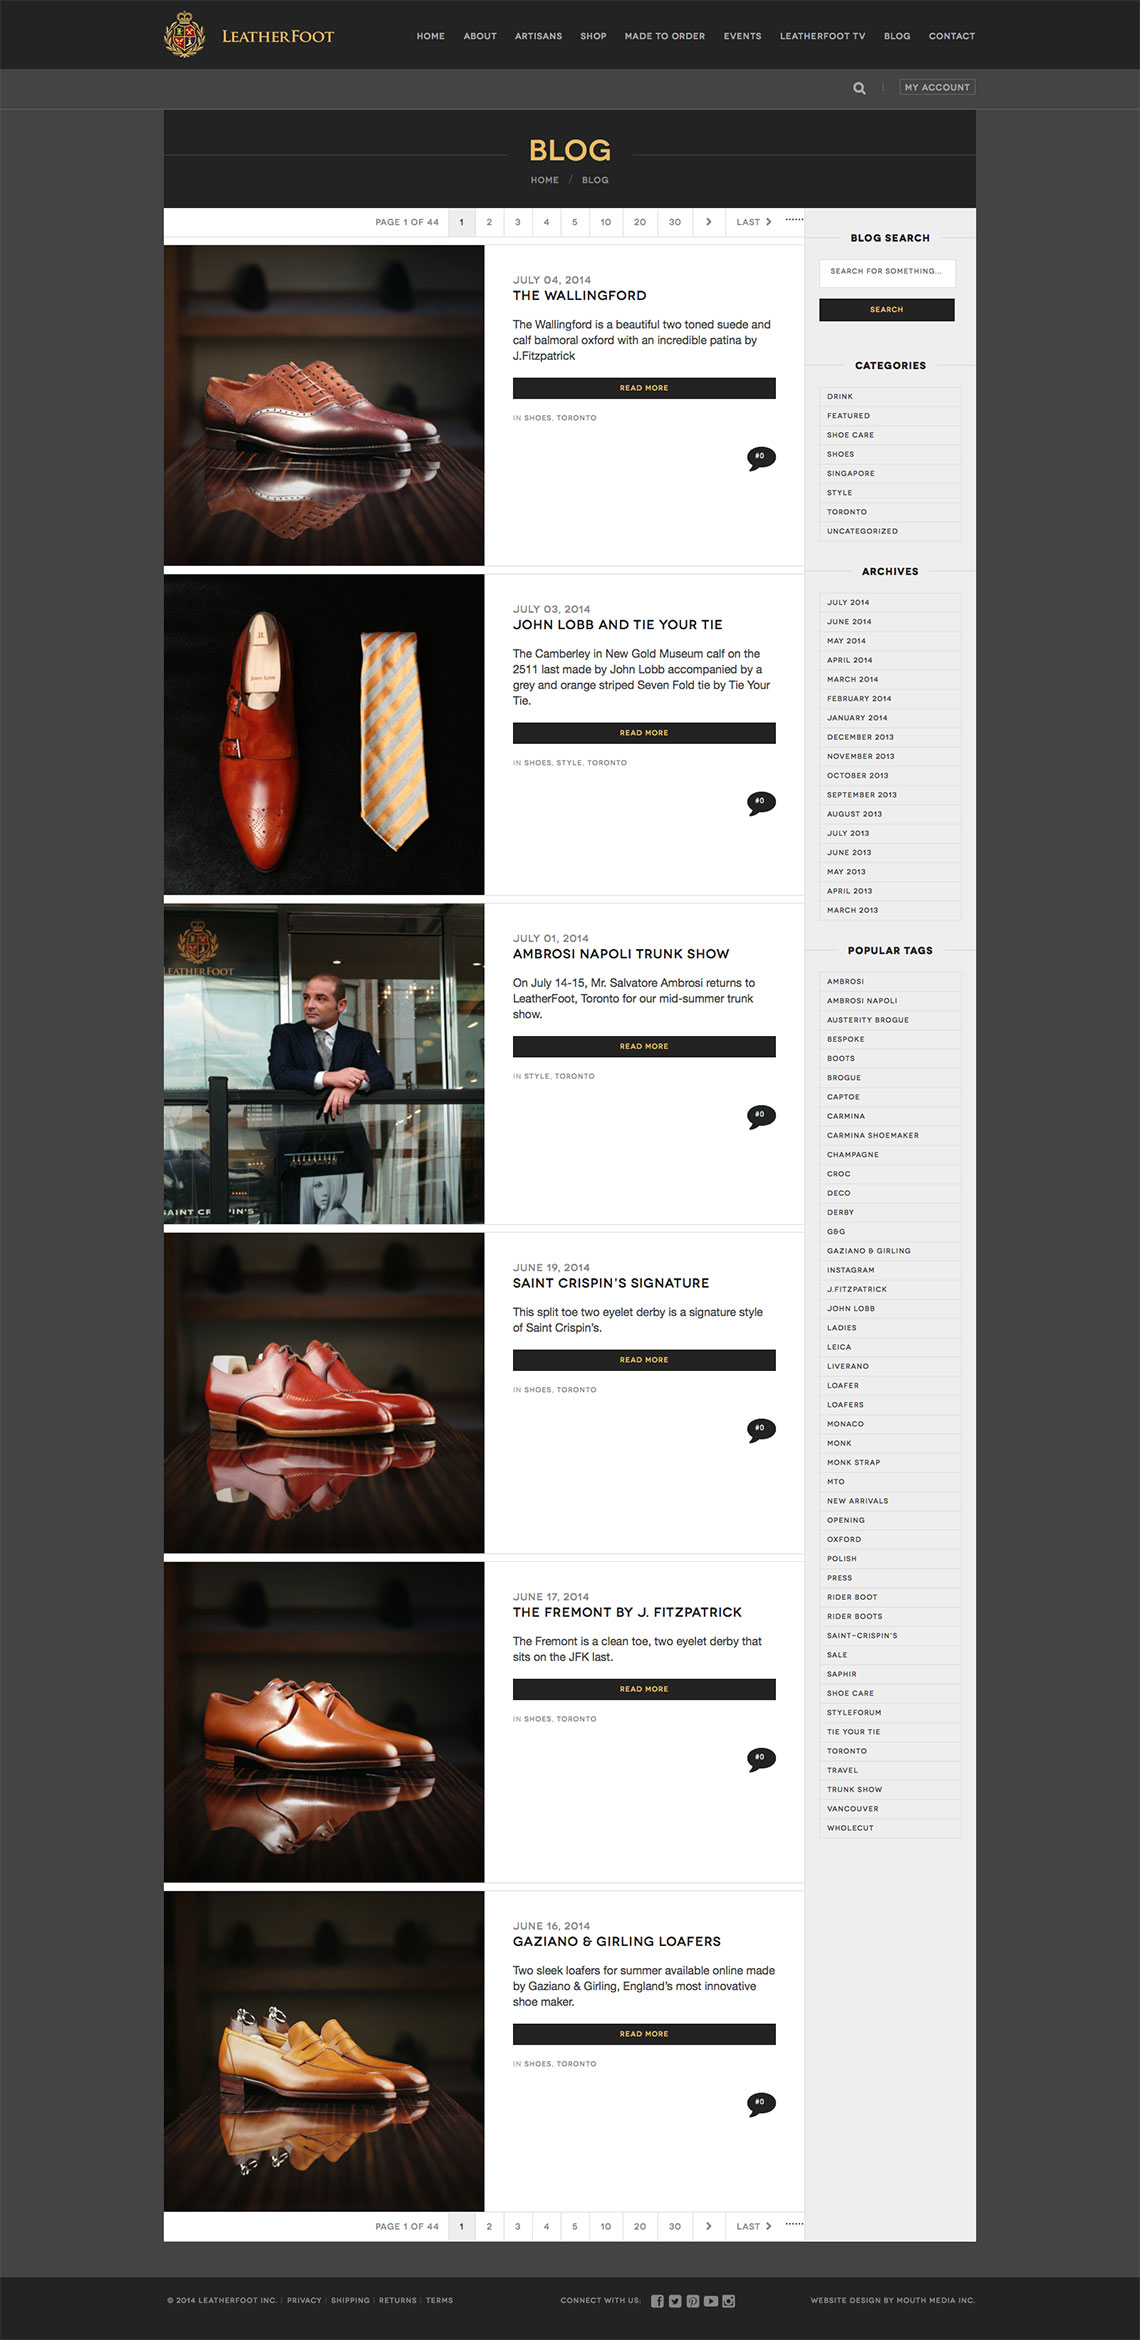 LEATHERFOOT
HOME ABOUT ARTISANS SHOP MADE TO ORDER EVENTS LEATHERFOOT TV BLOG CONTACT
MY ACCOUNT
BLOG
HOME / BLOG
PAGE 1 OF 44 1 2 3 4 5 10 20 30 > LAST >
JULY 04, 2014
THE WALLINGFORD
The Wallingford is a beautiful two toned suede and
calf balmoral oxford with an incredible patina by
J.Fitzpatrick
READ MORE
IN SHOES, TORONTO
#0
JULY 03, 2014
JOHN LOBB AND TIE YOUR TIE
The Camberley in New Gold Museum calf on the
2511 last made by John Lobb accompanied by a
grey and orange striped Seven Fold tie by Tie Your
Tie.
READ MORE
IN SHOES, STYLE, TORONTO
#0
LEATHERFOOT
SAINT CRISPIN'S
JULY 01, 2014
AMBROSI NAPOLI TRUNK SHOW
On July 14-15, Mr. Salvatore Ambrosi returns to
LeatherFoot, Toronto for our mid-summer trunk
show.
READ MORE
IN STYLE, TORONTO
#0
JUNE 19, 2014
SAINT CRISPIN'S SIGNATURE
This split toe two eyelet derby is a signature style
of Saint Crispin's.
READ MORE
IN SHOES, TORONTO
#0
JUNE 17, 2014
THE FREMONT BY J. FITZPATRICK
The Fremont is a clean toe, two eyelet derby that
sits on the JFK last.
READ MORE
IN SHOES, TORONTO
#0
JUNE 16, 2014
GAZIANO & GIRLING LOAFERS
Two sleek loafers for summer available online made
by Gaziano & Girling, England's most innovative
shoe maker.
READ MORE
IN SHOES, TORONTO
#0
PAGE 1 OF 44 1 2 3 4 5 10 20 30 > LAST >
BLOG SEARCH
SEARCH FOR SOMETHING...
SEARCH
CATEGORIES
DRINK
FEATURED
SHOE CARE
SHOES
SINGAPORE
STYLE
TORONTO
UNCATEGORIZED
ARCHIVES
JULY 2014
JUNE 2014
MAY 2014
APRIL 2014
MARCH 2014
FEBRUARY 2014
JANUARY 2014
DECEMBER 2013
NOVEMBER 2013
OCTOBER 2013
SEPTEMBER 2013
AUGUST 2013
JULY 2013
JUNE 2013
MAY 2013
APRIL 2013
MARCH 2013
POPULAR TAGS
AMBROSI
AMBROSI NAPOLI
AUSTERITY BROGUE
BESPOKE
BOOTS
BROGUE
CAPTOE
CARMINA
CARMINA SHOEMAKER
CHAMPAGNE
CROC
DECO
DERBY
G&G
GAZIANO & GIRLING
INSTAGRAM
J.FITZPATRICK
JOHN LOBB
LADIES
LEICA
LIVERANO
LOAFER
LOAFERS
MONACO
MONK
MONK STRAP
MTO
NEW ARRIVALS
OPENING
OXFORD
POLISH
PRESS
RIDER BOOT
RIDER BOOTS
SAINT-CRISPIN'S
SALE
SAPHIR
SHOE CARE
STYLEFORUM
TIE YOUR TIE
TORONTO
TRAVEL
TRUNK SHOW
VANCOUVER
WHOLECUT
© 2014 LEATHERFOOT INC. | PRIVACY | SHIPPING | RETURNS | TERMS
CONNECT WITH US:
WEBSITE DESIGN BY MOUTH MEDIA INC.